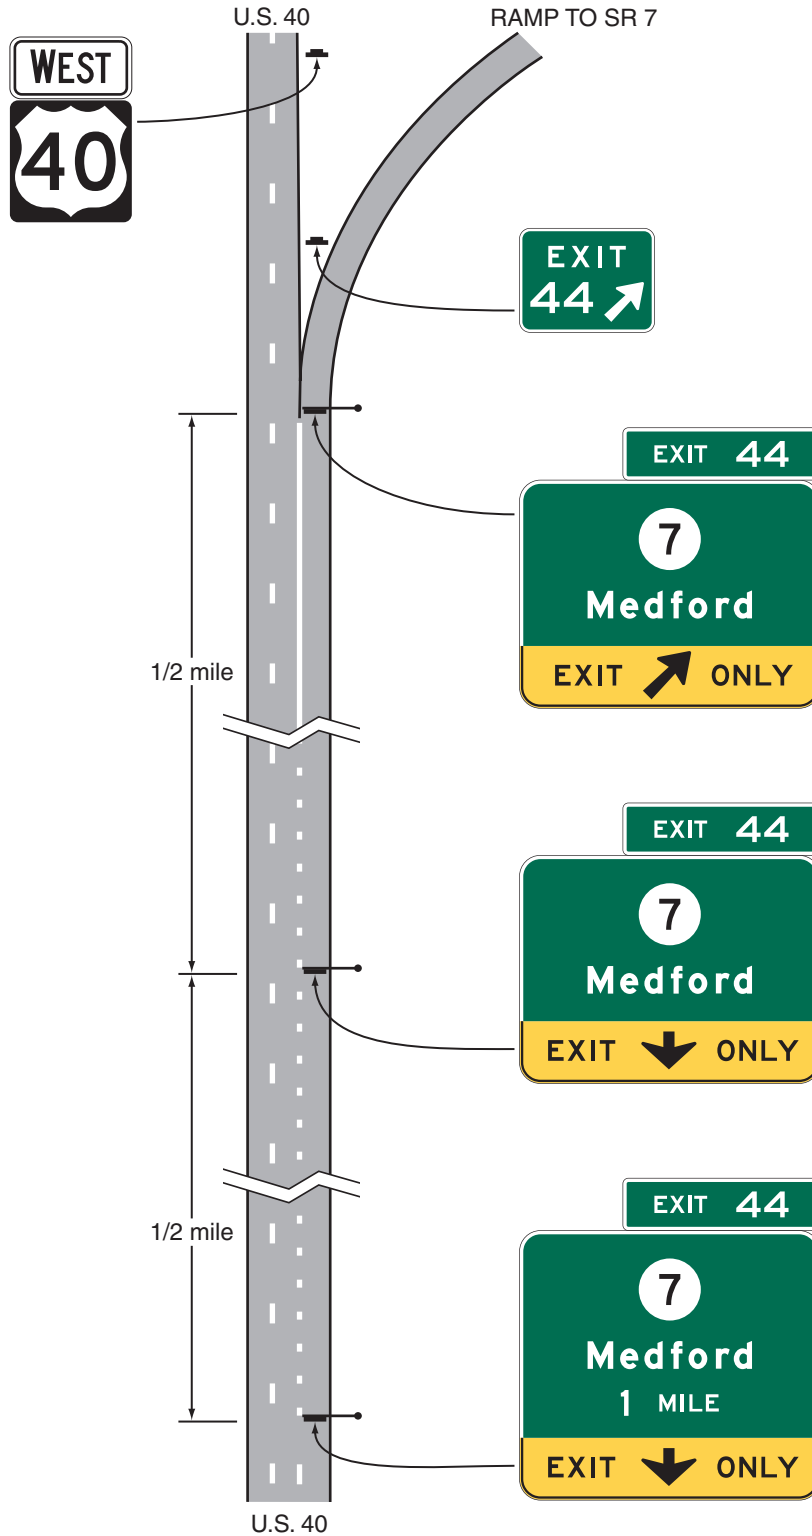 U.S. 40
RAMP TO SR 7
WEST
40
EXIT
44
EXIT 44
7
Medford
EXIT ONLY
1/2 mile
EXIT 44
7
Medford
EXIT ONLY
1/2 mile
EXIT 44
7
Medford
1 MILE
EXIT ONLY
U.S. 40